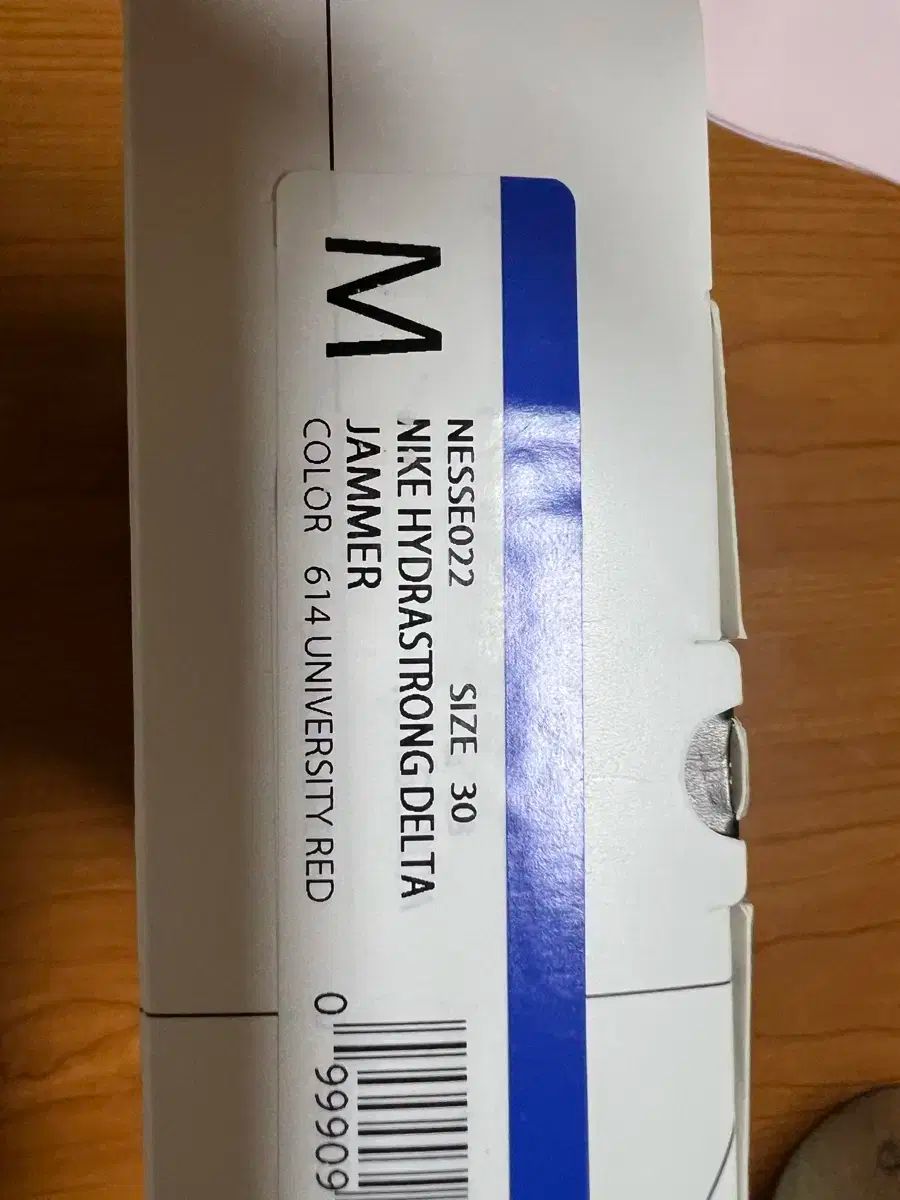 M
NESSE022 SIZE 30
NIKE HYDRASTRONG DELTA
JAMMER
COLOR 614 UNIVERSITY RED
0 99909